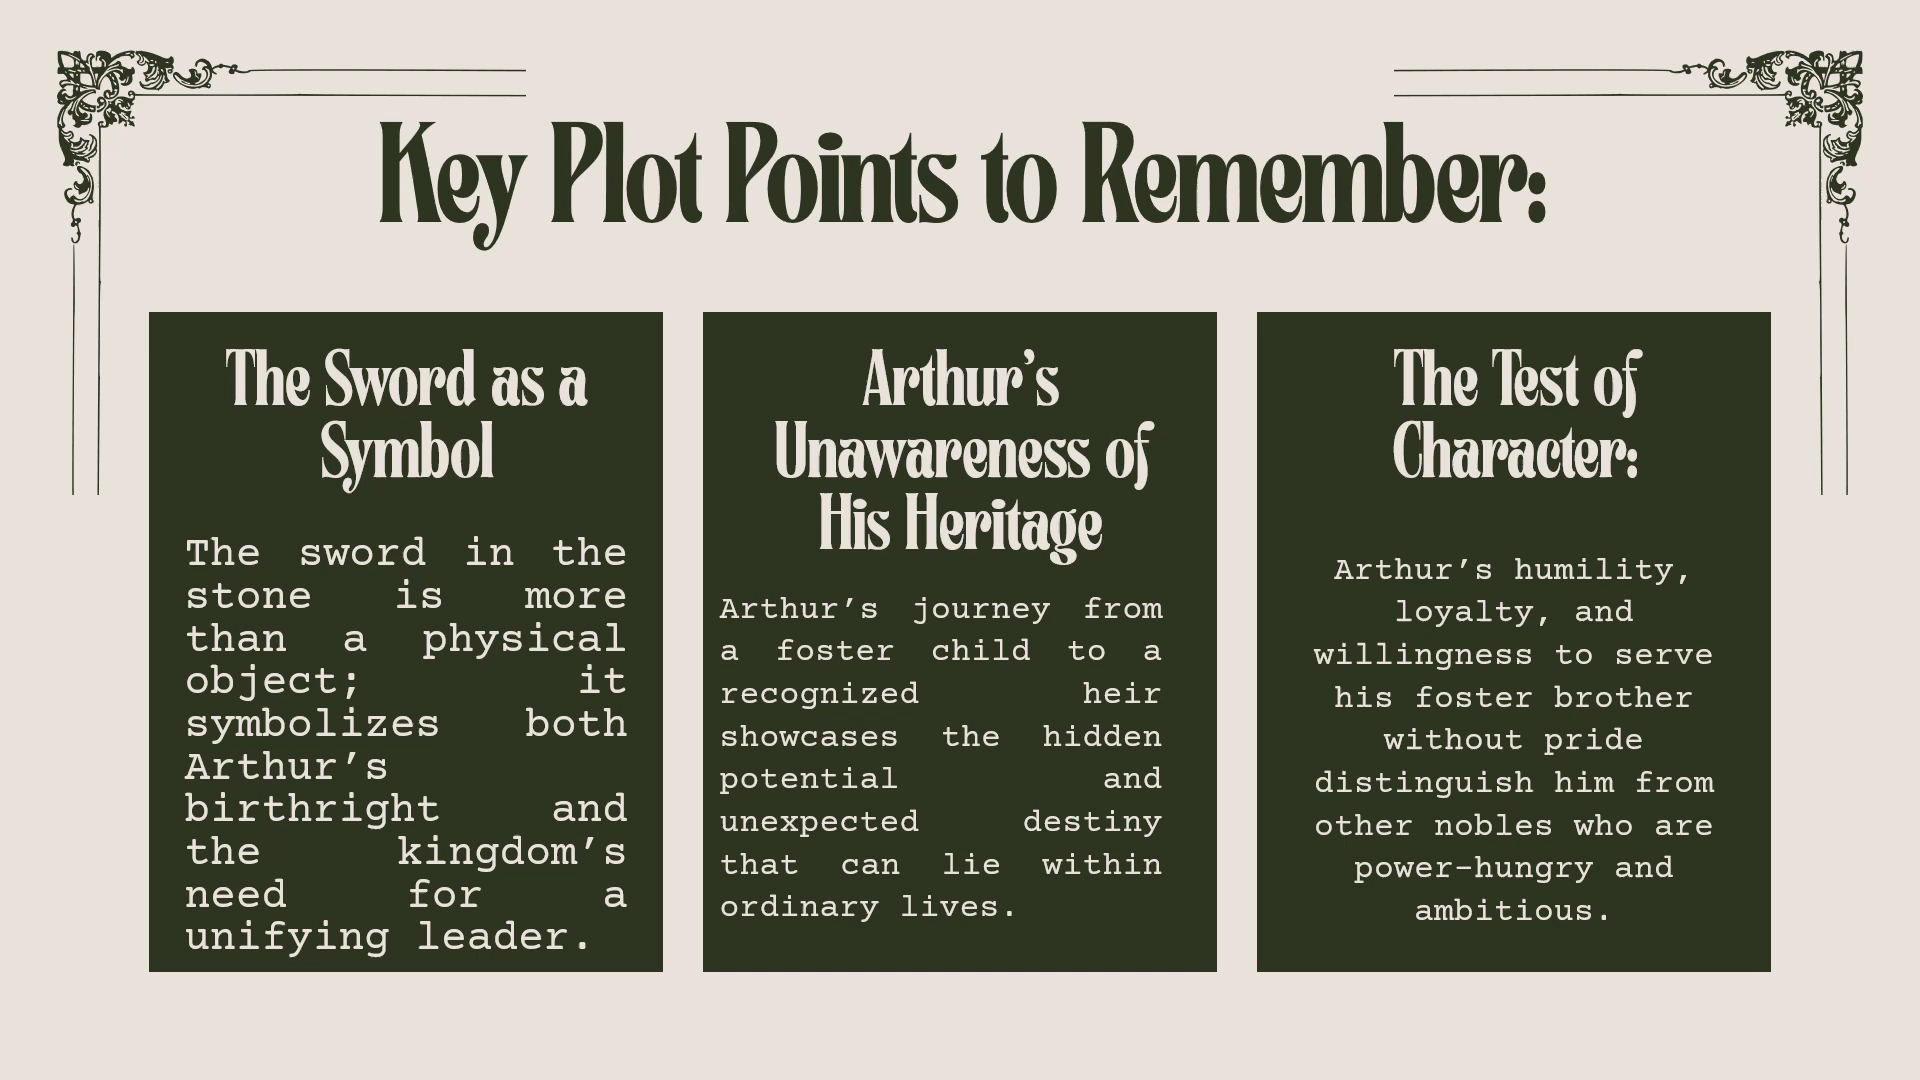 Key Plot Points to Remember:
The Sword as a
Symbol
The sword in the
stone is more
than a physical
object; it
symbolizes both
Arthur’s
birthright and
the kingdom’s
need for a
unifying leader.
Arthur’s
Unawareness of
His Heritage
Arthur’s journey from
a foster child to a
recognized heir
showcases the hidden
potential and
unexpected destiny
that can lie within
ordinary lives.
The Test of
Character:
Arthur’s humility,
loyalty, and
willingness to serve
his foster brother
without pride
distinguish him from
other nobles who are
power-hungry and
ambitious.